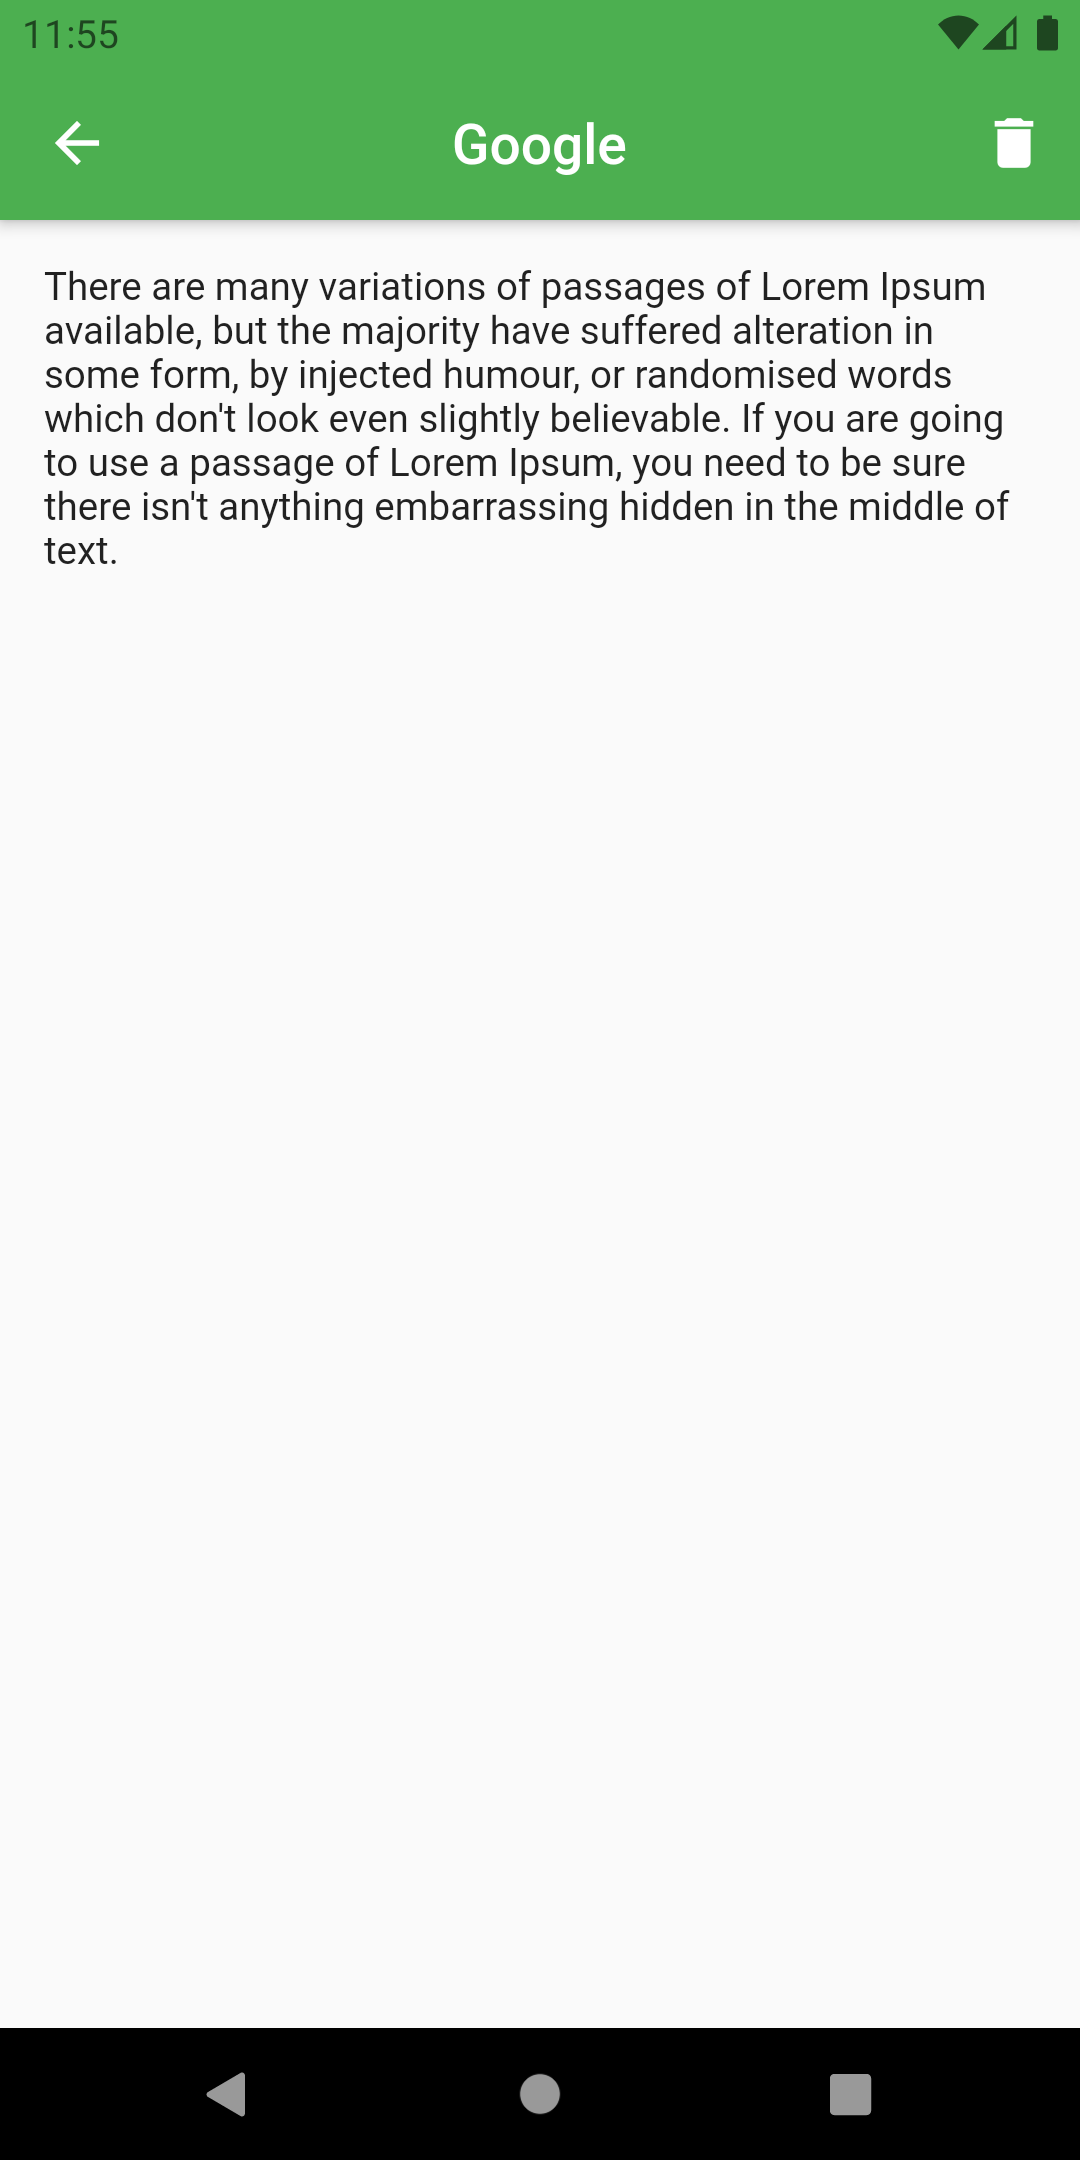 11:55
Google
There are many variations of passages of Lorem Ipsum
available, but the majority have suffered alteration in
some form, by injected humour, or randomised words
which don't look even slightly believable. If you are going
to use a passage of Lorem Ipsum, you need to be sure
there isn't anything embarrassing hidden in the middle of
text.